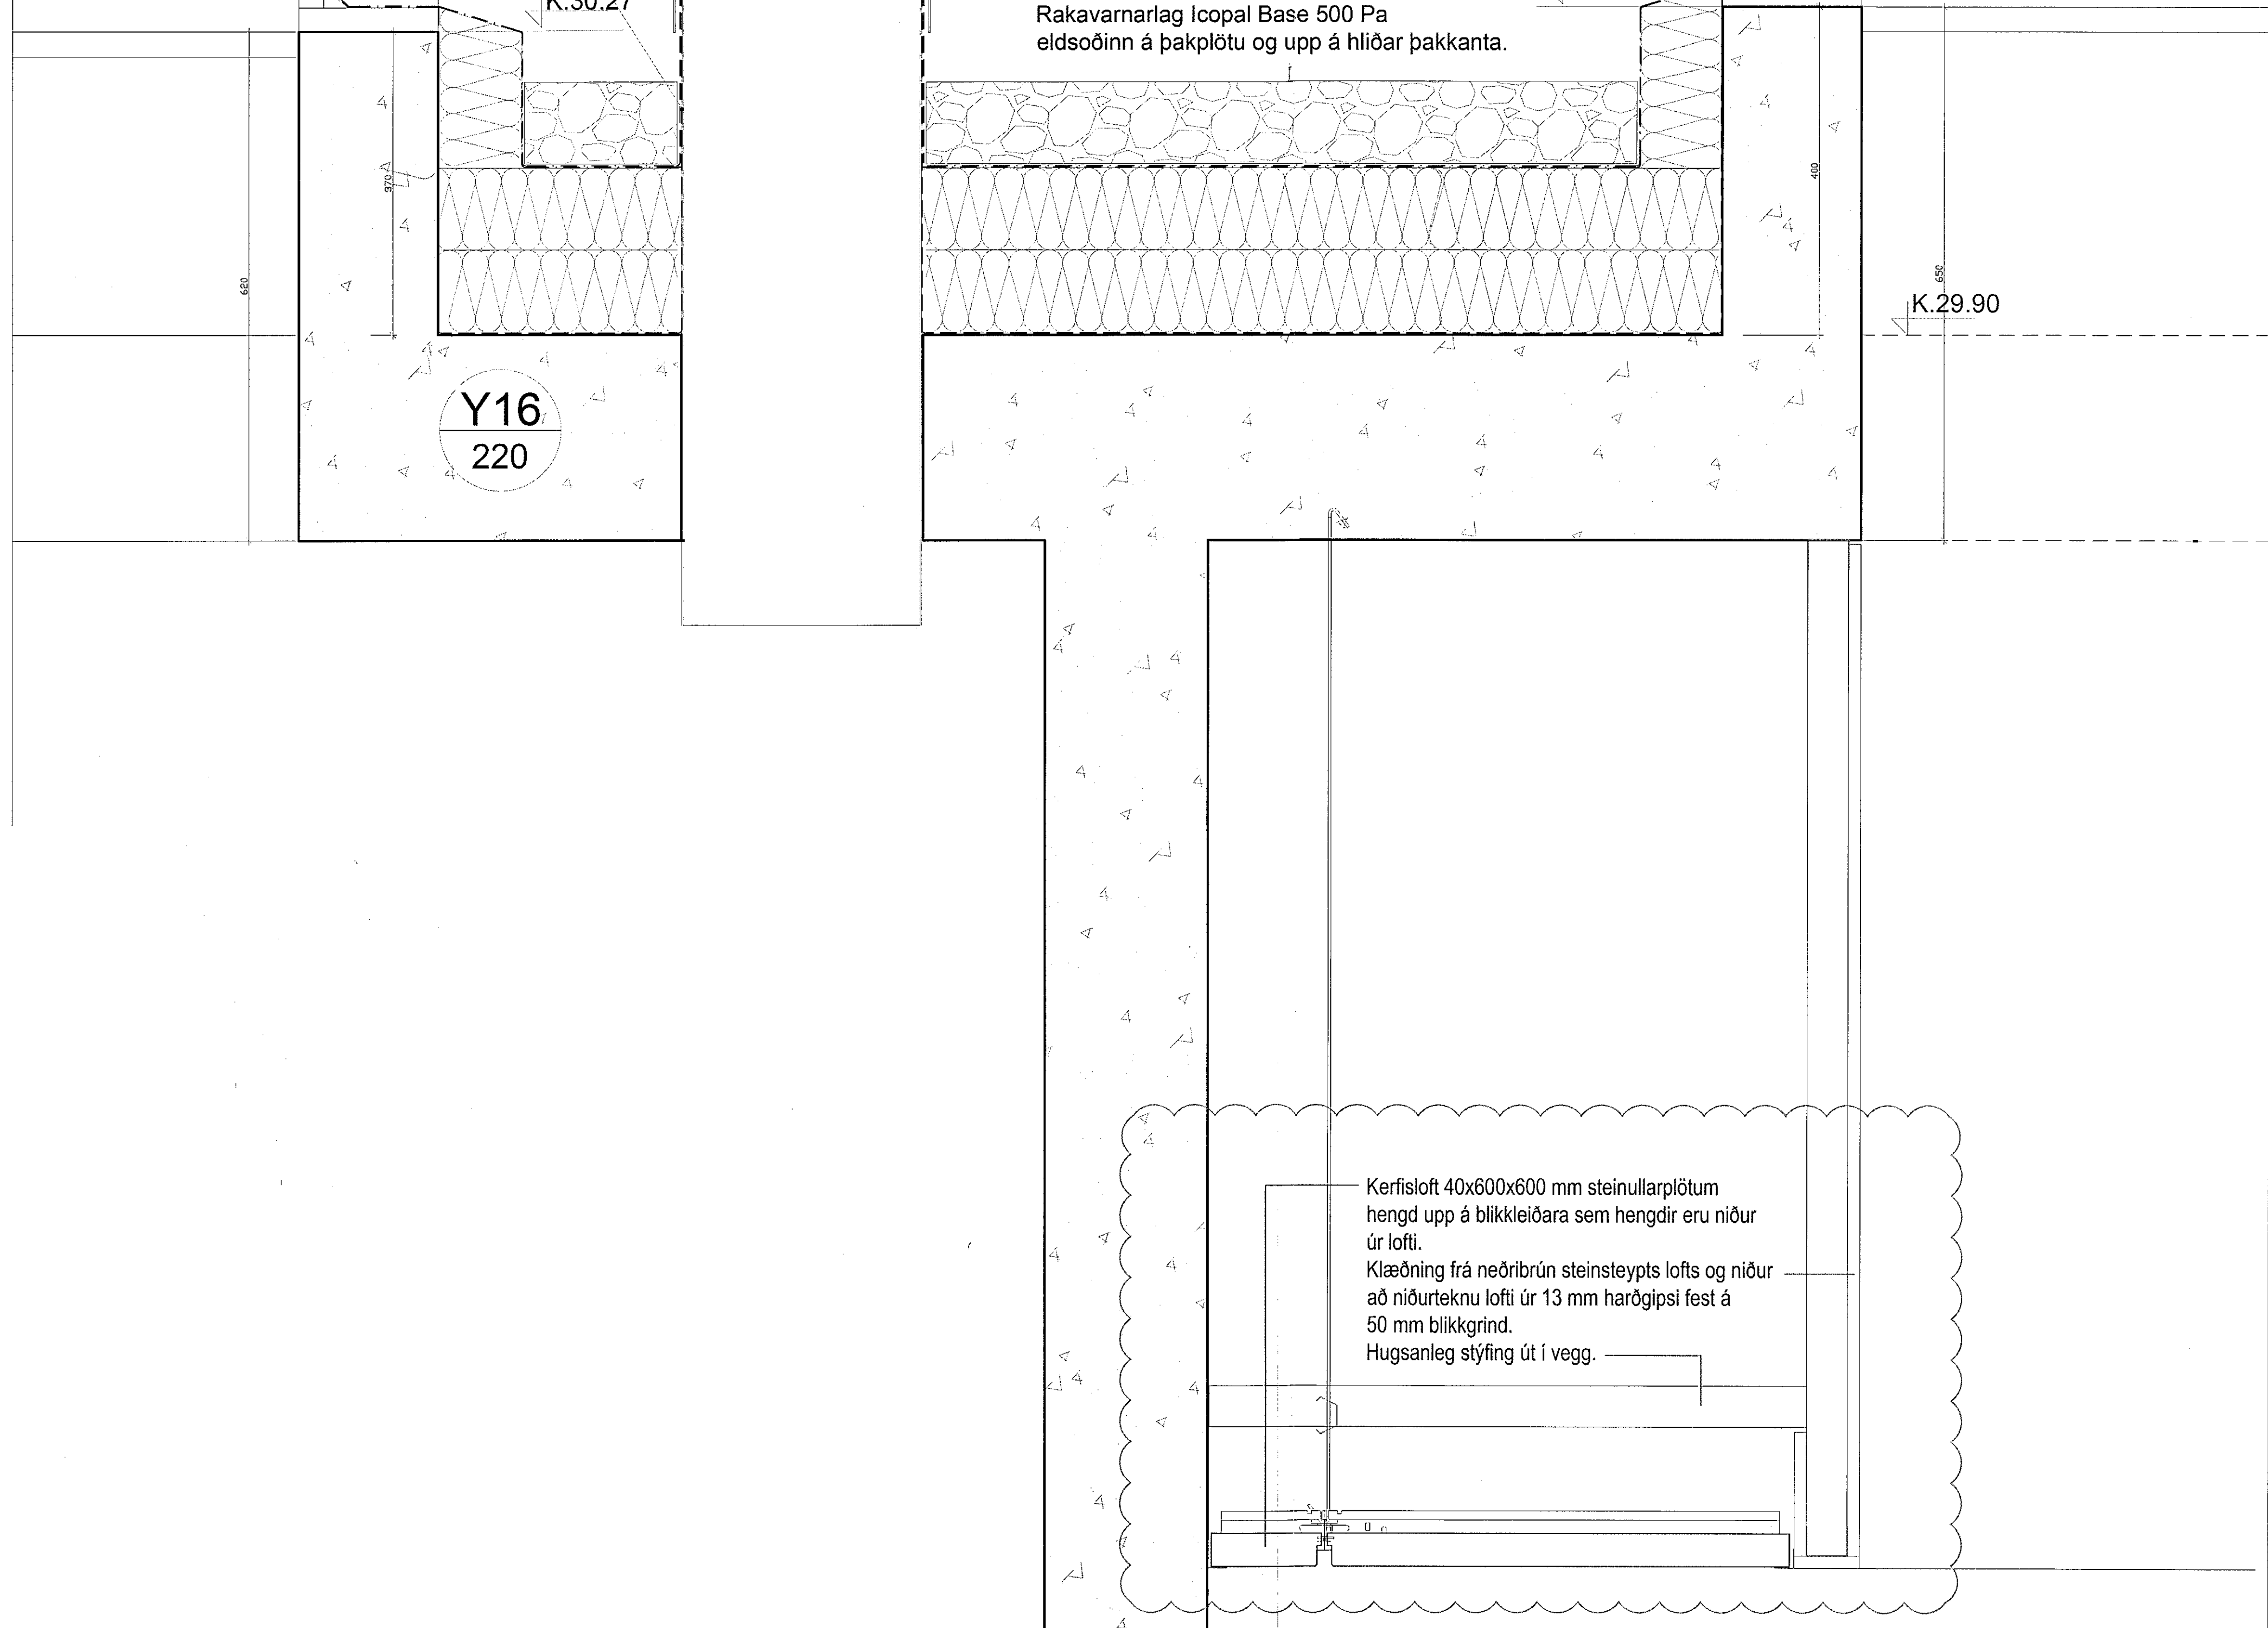 K.30.27
Rakavarnarlag Icopal Base 500 Pa
eldsoðinn á þakplötu og upp á hliðar þakkanta.
370
400
620
650
K.29.90
Y16
220
Kerfisloft 40x600x600 mm steinullarplötum
hengd upp á blikkleiðara sem hengdir eru niður
úr lofti.
Klæðning frá neðribrún steinsteypts lofts og niður
að niðurteknu lofti úr 13 mm harðgipsi fest á
50 mm blikkgrind.
Hugsanleg stýfing út í vegg.